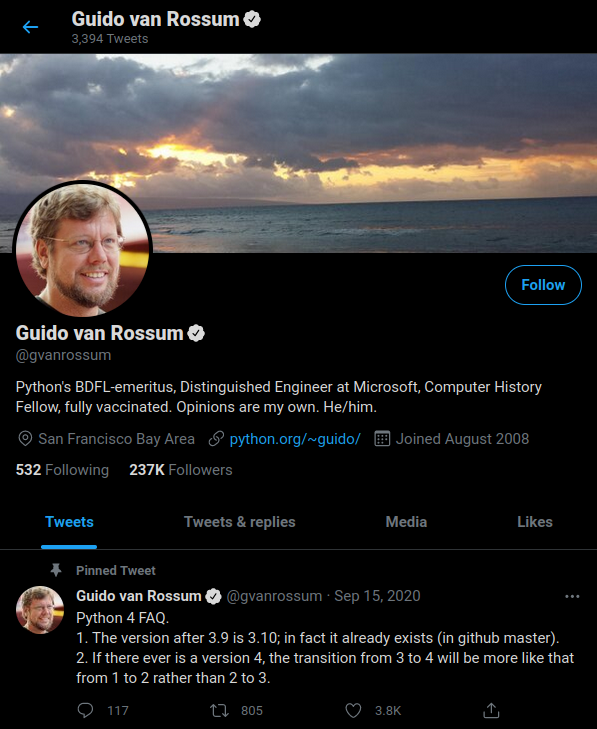 Guido van Rossum
3,394 Tweets
Follow
Guido van Rossum
@gvanrossum
Python's BDFL-emeritus, Distinguished Engineer at Microsoft, Computer History
Fellow, fully vaccinated. Opinions are my own. He/him.
San Francisco Bay Area python.org/~guido/ Joined August 2008
532 Following 237K Followers
Tweets Tweets & replies Media Likes
Pinned Tweet
Guido van Rossum @gvanrossum · Sep 15, 2020
Python 4 FAQ.
1. The version after 3.9 is 3.10; in fact it already exists (in github master).
2. If there ever is a version 4, the transition from 3 to 4 will be more like that
from 1 to 2 rather than 2 to 3.
117 805 3.8K